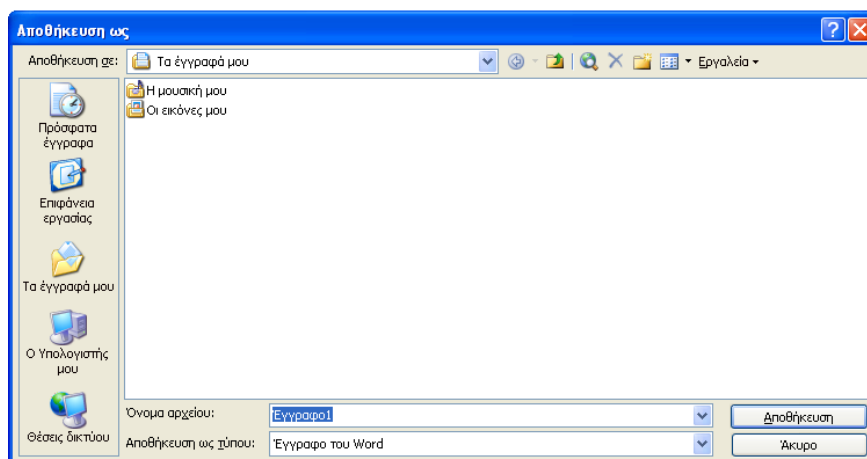 Αποθήκευση ως
Αποθήκευση σε:
Τα έγγραφά μου
Εργαλεία
Η μουσική μου
Οι εικόνες μου
Πρόσφατα
έγγραφα
Επιφάνεια
εργασίας
Τα έγγραφά μου
Ο Υπολογιστής
μου
Θέσεις δικτύου
Όνομα αρχείου:
Έγγραφο1
Αποθήκευση
Αποθήκευση ως τύπου:
Έγγραφο του Word
Άκυρο